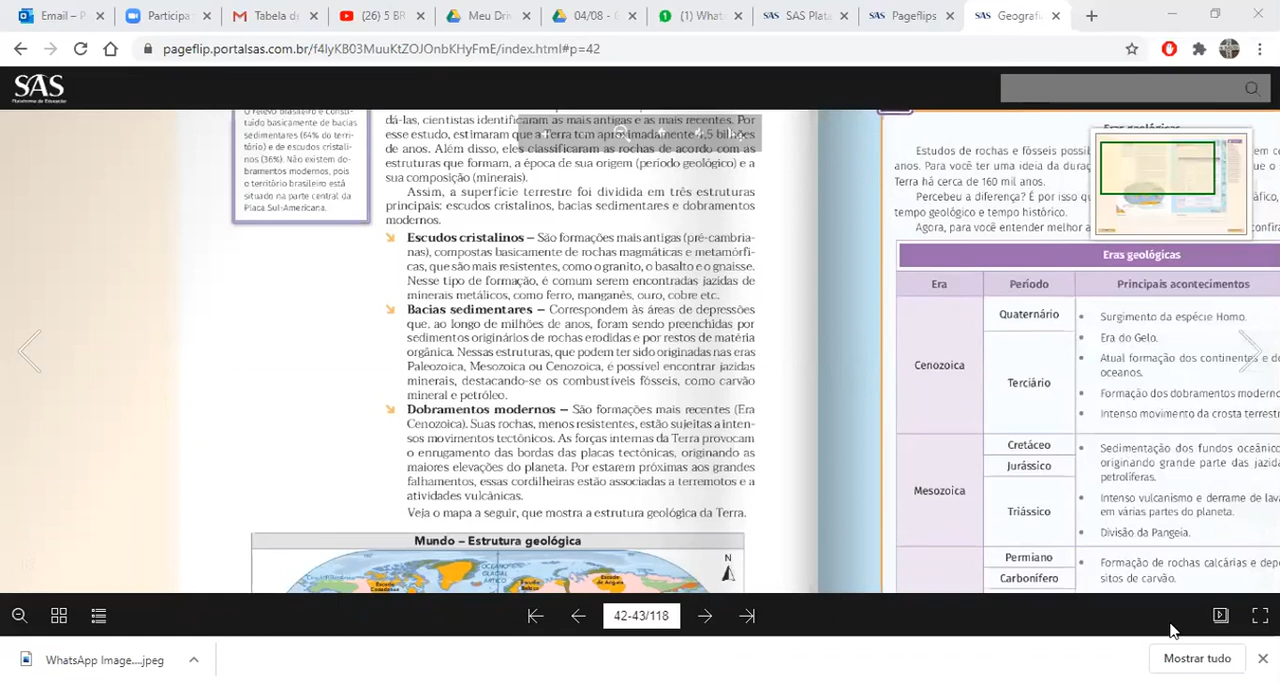 Email – P
Participa
Tabela de
(26) 5 BR
Meu Dri
04/08 - C
(1) What
SAS Plata
Pageflips
SAS Geografi
pageflip.portalsas.com.br/f4lyKB03MuuKtZOJOnbKHyFmE/index.html#p=42
SAS
Plataforma de Educação
O relevo brasileiro é consti-
tuído basicamente de bacias
sedimentares (64% do terri-
tório) e de escudos cristali-
nos (36%). Não existem do-
bramentos modernos, pois
o território brasileiro está
situado na parte central da
Placa Sul-Americana.
dá-las, cientistas identificaram as mais antigas e as mais recentes. Por
esse estudo, estimaram que a Terra tem aproximadamente 4,5 bilhões
de anos. Além disso, eles classificaram as rochas de acordo com as
estruturas que formam, a época de sua origem (período geológico) e a
sua composição (minerais).
Assim, a superfície terrestre foi dividida em três estruturas
principais: escudos cristalinos, bacias sedimentares e dobramentos
modernos.
Escudos cristalinos – São formações mais antigas (pré-cambria-
nas), compostas basicamente de rochas magmáticas e metamórfi-
cas, que são mais resistentes, como o granito, o basalto e o gnaisse.
Nesse tipo de formação, é comum serem encontradas jazidas de
minerais metálicos, como ferro, manganês, ouro, cobre etc.
Bacias sedimentares – Correspondem às áreas de depressões
que, ao longo de milhões de anos, foram sendo preenchidas por
sedimentos originários de rochas erodidas e por restos de matéria
orgânica. Nessas estruturas, que podem ter sido originadas nas eras
Paleozoica, Mesozoica ou Cenozoica, é possível encontrar jazidas
minerais, destacando-se os combustíveis fósseis, como carvão
mineral e petróleo.
Dobramentos modernos – São formações mais recentes (Era
Cenozoica). Suas rochas, menos resistentes, estão sujeitas a inten-
sos movimentos tectônicos. As forças internas da Terra provocam
o enrugamento das bordas das placas tectônicas, originando as
maiores elevações do planeta. Por estarem próximas aos grandes
falhamentos, essas cordilheiras estão associadas a terremotos e a
atividades vulcânicas.
Veja o mapa a seguir, que mostra a estrutura geológica da Terra.
Mundo – Estrutura geológica
N
OCEANO
GLACIAL
ÁRTICO
Escudo
Canadense
Escudo
Báltico
Escudo
de Angara
Eras geológicas
Estudos de rochas e fósseis possi
anos. Para você ter uma ideia da dura
Terra há cerca de 160 mil anos.
Percebeu a diferença? É por isso qu
tempo geológico e tempo histórico.
Agora, para você entender melhor a
Eras geológicas
Era
Período
Principais acontecimentos
Cenozoica
Quaternário
• Surgimento da espécie Homo.
• Era do Gelo.
Terciário
• Atual formação dos continentes e d
oceanos.
• Formação dos dobramentos moderno
• Intenso movimento da crosta terrest
Mesozoica
Cretáceo
Jurássico
Triássico
• Sedimentação dos fundos oceânic
originando grande parte das jazid
petrolíferas.
• Intenso vulcanismo e derrame de lav
em várias partes do planeta.
• Divisão da Pangeia.
Permiano
Carbonífero
• Formação de rochas calcárias e dep
sitos de carvão.
42-43/118
WhatsApp Image....jpeg
Mostrar tudo